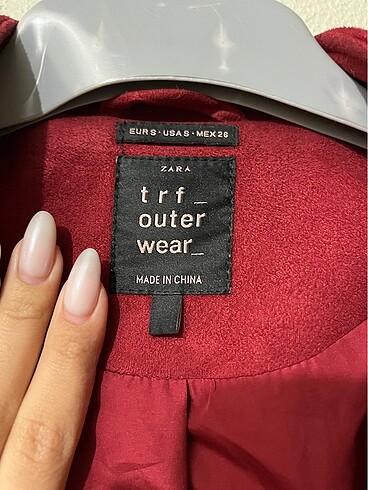 EUR S · USA S · MEX 26
ZARA
trf_
outer
wear_
MADE IN CHINA